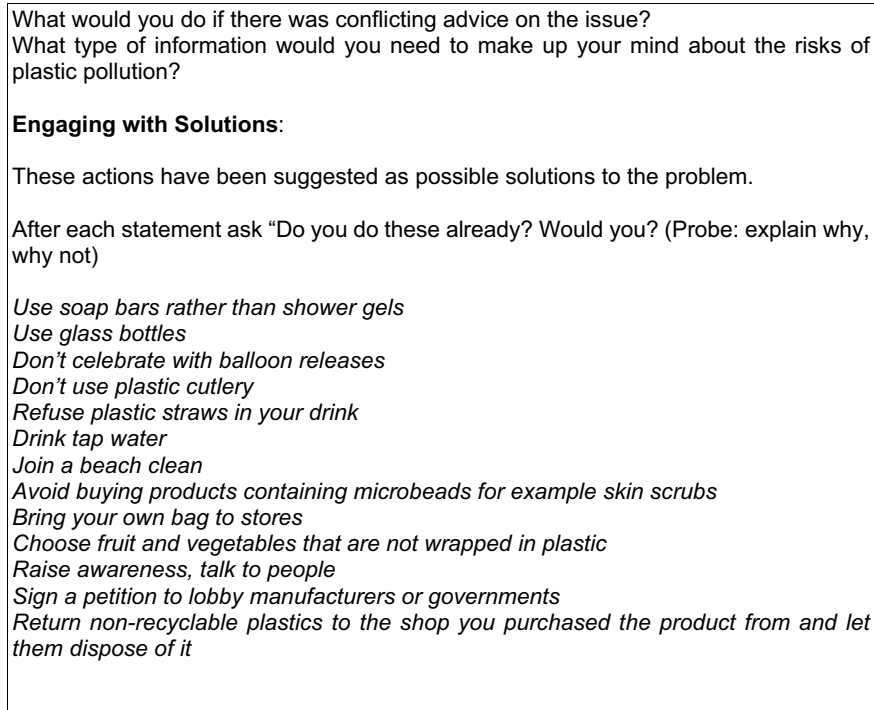 What would you do if there was conflicting advice on the issue?
What type of information would you need to make up your mind about the risks of
plastic pollution?
Engaging with Solutions:
These actions have been suggested as possible solutions to the problem.
After each statement ask “Do you do these already? Would you? (Probe: explain why,
why not)
Use soap bars rather than shower gels
Use glass bottles
Don’t celebrate with balloon releases
Don’t use plastic cutlery
Refuse plastic straws in your drink
Drink tap water
Join a beach clean
Avoid buying products containing microbeads for example skin scrubs
Bring your own bag to stores
Choose fruit and vegetables that are not wrapped in plastic
Raise awareness, talk to people
Sign a petition to lobby manufacturers or governments
Return non-recyclable plastics to the shop you purchased the product from and let
them dispose of it